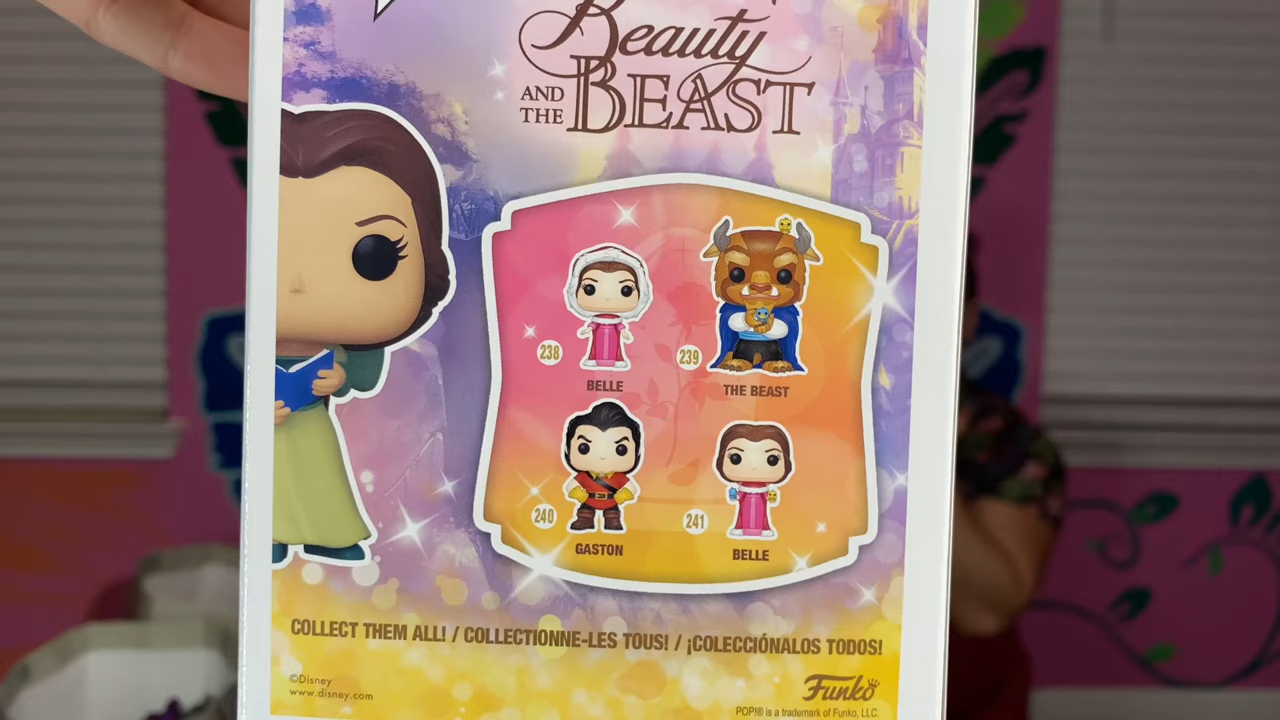 Beauty
AND THE BEAST
238
BELLE
239
THE BEAST
240
GASTON
241
BELLE
COLLECT THEM ALL! / COLLECTIONNE-LES TOUS! / ¡COLECCIÓNALOS TODOS!
©Disney
www.disney.com
Funko
POP!® is a trademark of Funko, LLC.